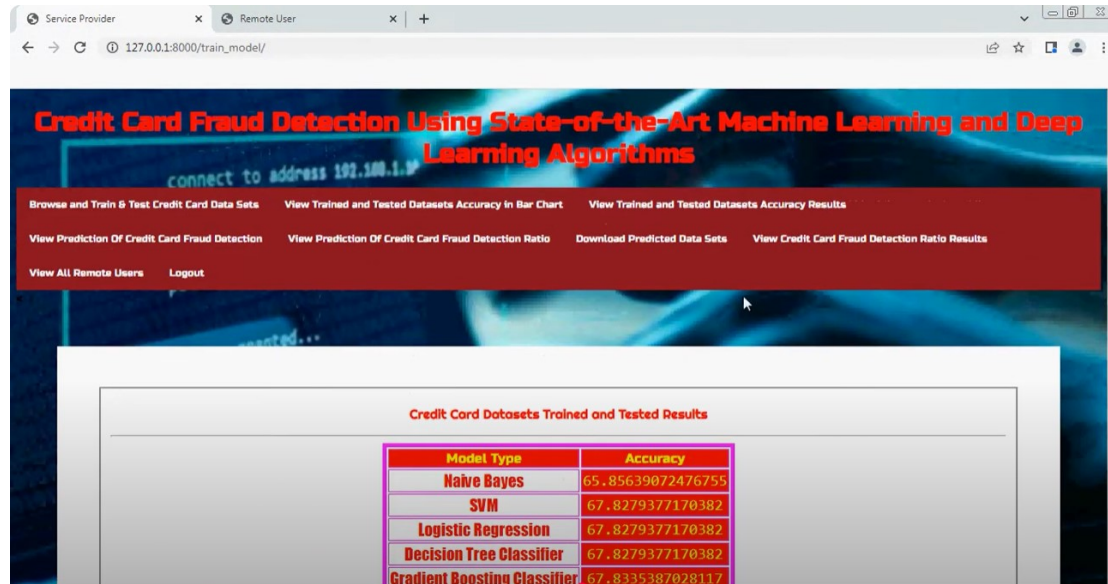 Service Provider
Remote User
127.0.0.1:8000/train_model/
Credit Card Fraud Detection Using State-of-the-Art Machine Learning and Deep
Learning Algorithms
connect to address 192.168.1.
Browse and Train & Test Credit Card Data Sets View Trained and Tested Datasets Accuracy in Bar Chart View Trained and Tested Datasets Accuracy Results
View Prediction Of Credit Card Fraud Detection View Prediction Of Credit Card Fraud Detection Ratio Download Predicted Data Sets View Credit Card Fraud Detection Ratio Results
View All Remote Users Logout
Credit Card Datasets Trained and Tested Results
Model Type Accuracy
Naive Bayes 65.85639072476755
SVM 67.8279377170382
Logistic Regression 67.8279377170382
Decision Tree Classifier 67.8279377170382
Gradient Boosting Classifier 67.8335387028117